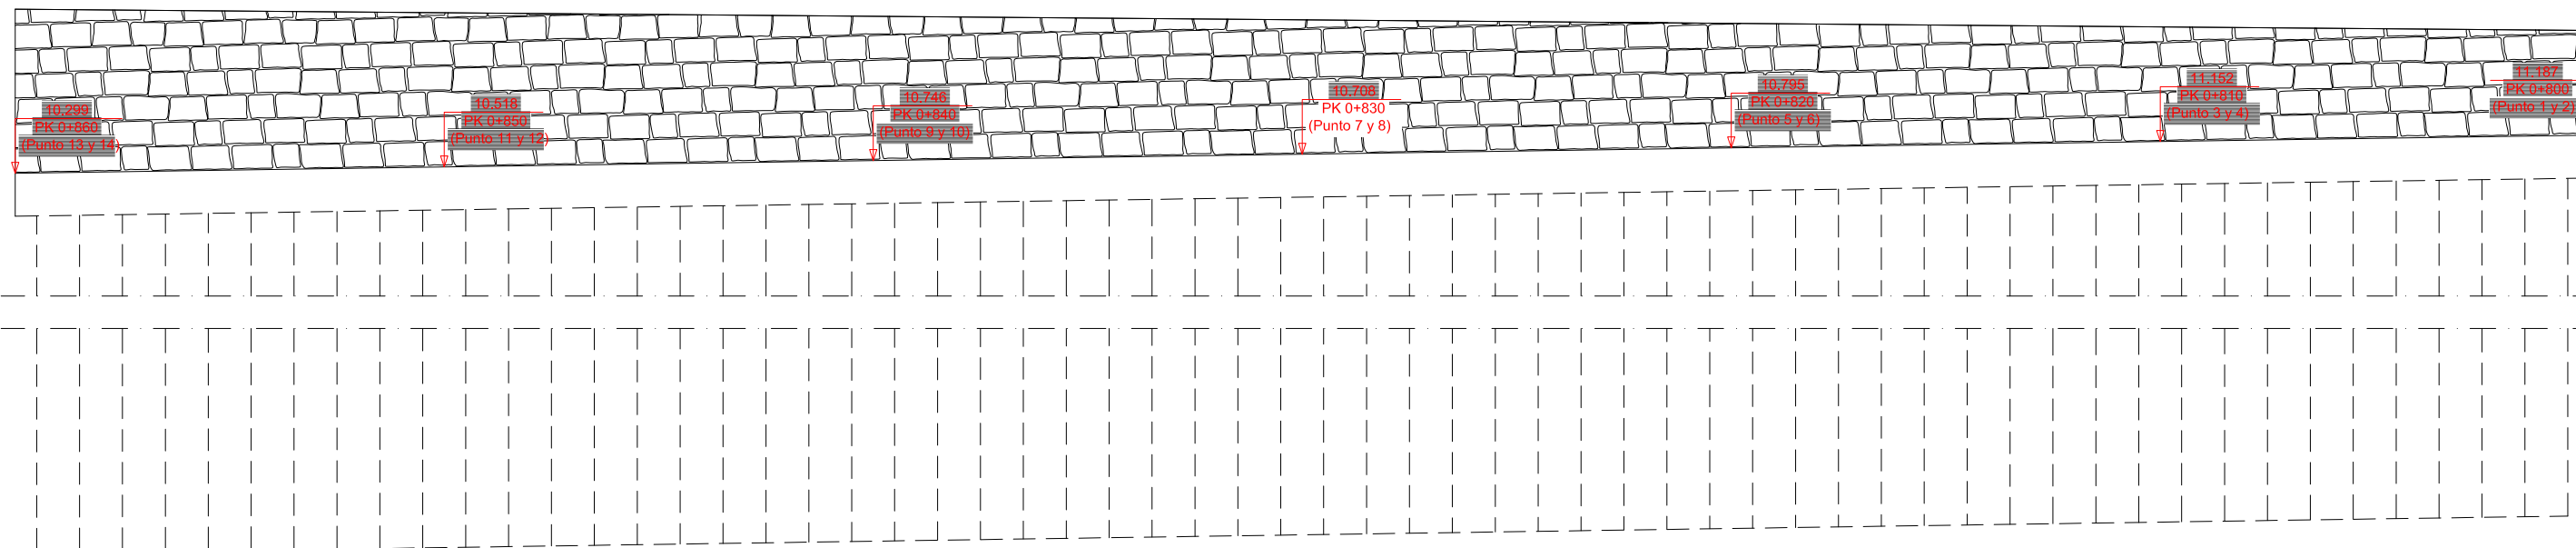 10.299
PK 0+860
(Punto 13 y 14)
10.518
PK 0+850
(Punto 11 y 12)
10.746
PK 0+840
(Punto 9 y 10)
10.708
PK 0+830
(Punto 7 y 8)
10.795
PK 0+820
(Punto 5 y 6)
11.152
PK 0+810
(Punto 3 y 4)
11.187
PK 0+800
(Punto 1 y 2)